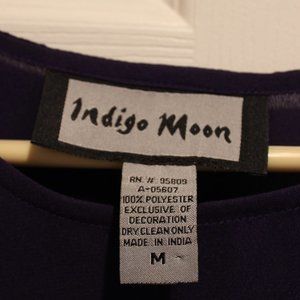 Indigo Moon
RN # 95809
A-05607
100% POLYESTER
EXCLUSIVE OF
DECORATION
DRY CLEAN ONLY
MADE IN INDIA
M